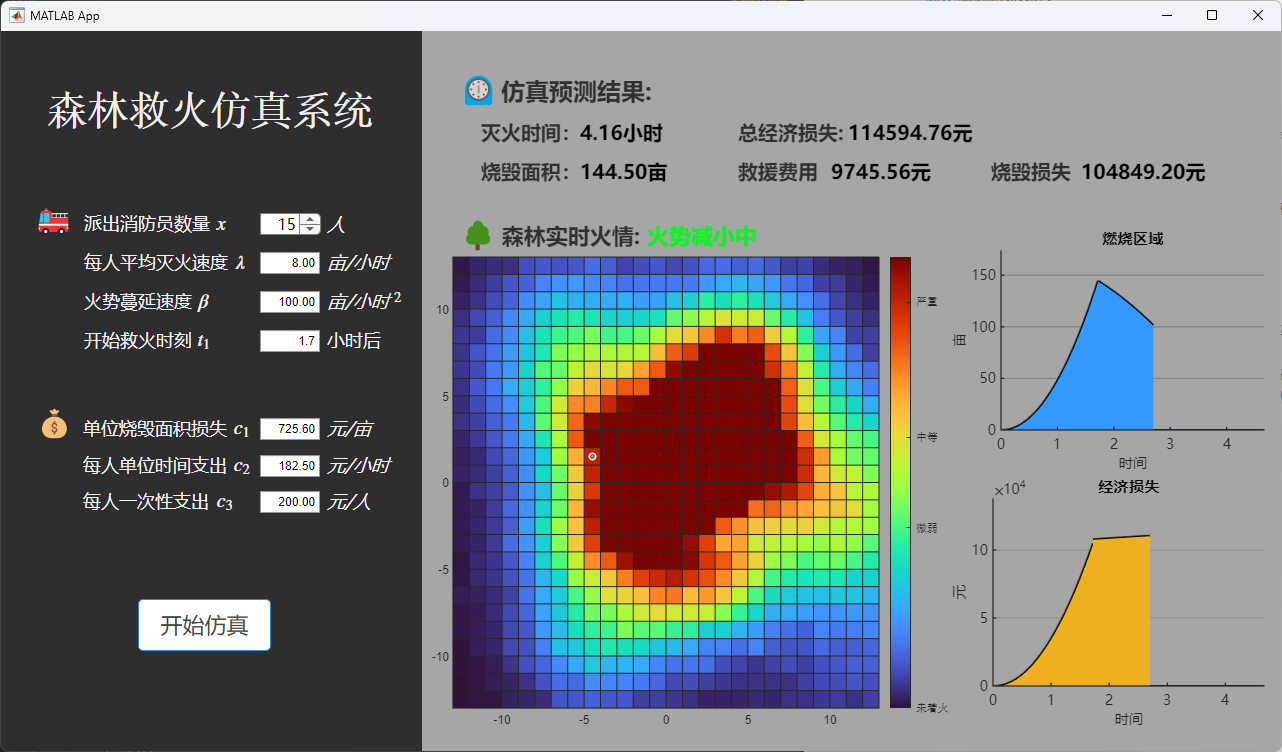 MATLAB App
森林救火仿真系统
派出消防员数量 x 15 人
每人平均灭火速度 λ 8.00 亩/小时
火势蔓延速度 β 100.00 亩/小时²
开始救火时刻 t₁ 1.7 小时后
单位烧毁面积损失 c₁ 725.60 元/亩
每人单位时间支出 c₂ 182.50 元/小时
每人一次性支出 c₃ 200.00 元/人
开始仿真
仿真预测结果:
灭火时间: 4.16小时 总经济损失: 114594.76元
烧毁面积: 144.50亩 救援费用 9745.56元 烧毁损失 104849.20元
森林实时火情: 火势减小中
10
5
0
-5
-10
-10 -5 0 5 10
严重
中等
微弱
未着火
燃烧区域
150
100
50
0
亩
0 1 2 3 4
时间
经济损失
×10⁴
10
5
0
元
0 1 2 3 4
时间